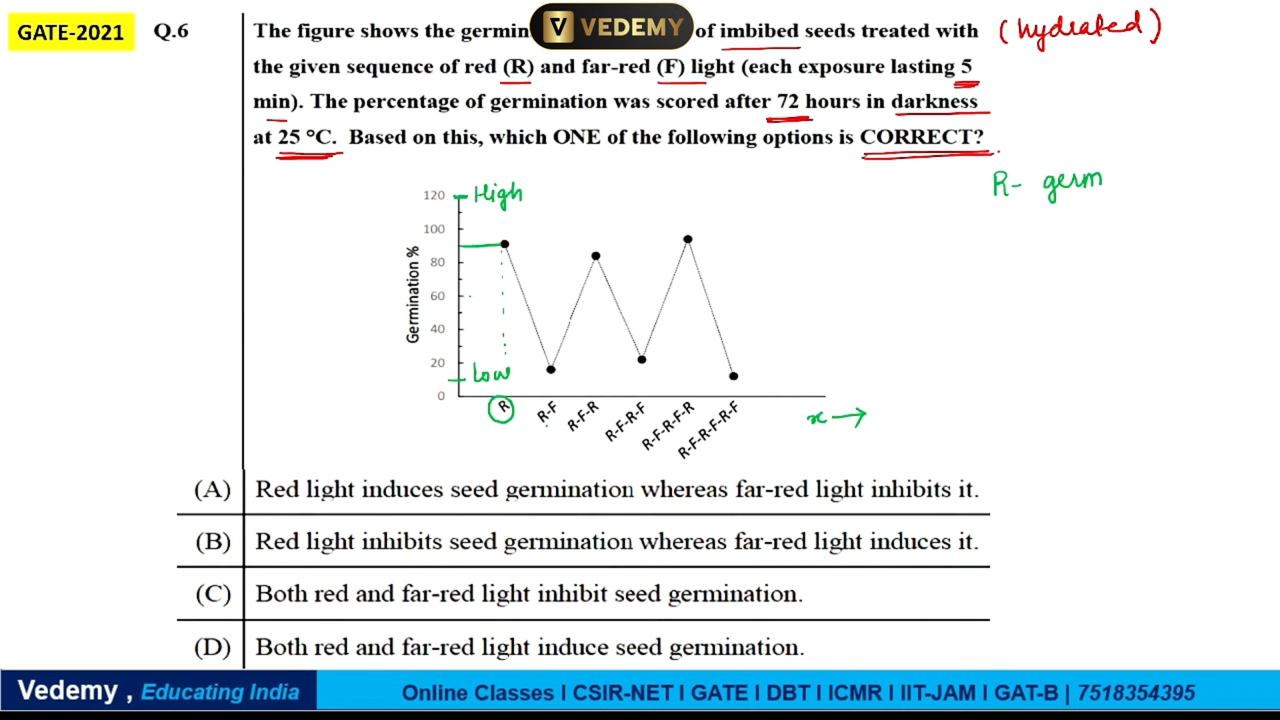 GATE-2021
Q.6
The figure shows the germin
VEDEMY
of imbibed seeds treated with
(hydrated)
the given sequence of red (R) and far-red (F) light (each exposure lasting 5
min). The percentage of germination was scored after 72 hours in darkness
at 25 °C. Based on this, which ONE of the following options is CORRECT?
R- germ
120
High
100
80
60
40
20
Low
0
Germination %
R
R-F
R-F-R
R-F-R-F
R-F-R-F-R
R-F-R-F-R-F
x
(A) Red light induces seed germination whereas far-red light inhibits it.
(B) Red light inhibits seed germination whereas far-red light induces it.
(C) Both red and far-red light inhibit seed germination.
(D) Both red and far-red light induce seed germination.
Vedemy , Educating India
Online Classes I CSIR-NET I GATE I DBT I ICMR I IIT-JAM I GAT-B | 7518354395